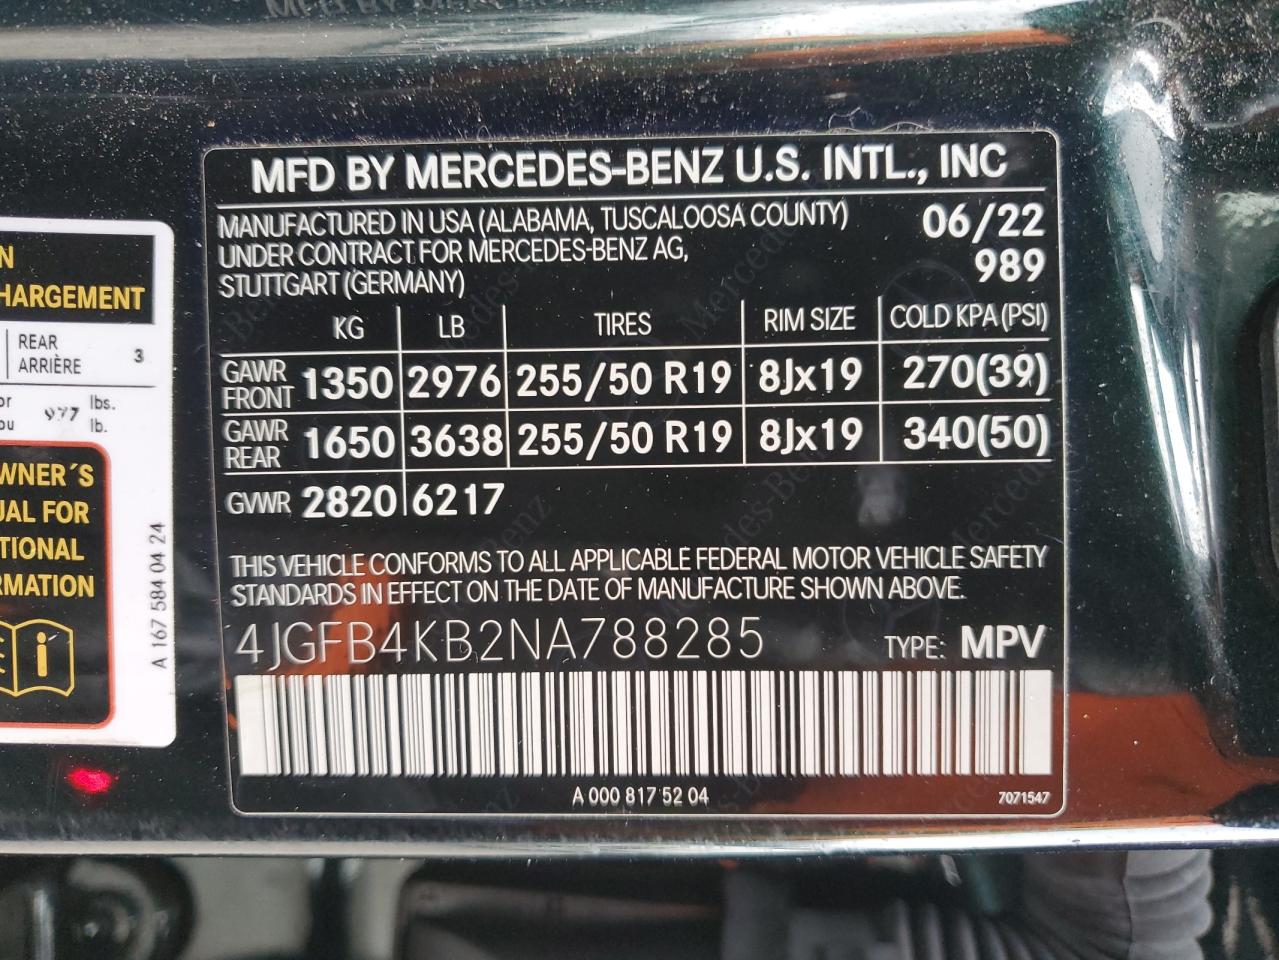 MFD BY MERCEDES-BENZ U.S. INTL., INC
MANUFACTURED IN USA (ALABAMA, TUSCALOOSA COUNTY) 06/22
UNDER CONTRACT FOR MERCEDES-BENZ AG, 989
STUTTGART (GERMANY)
KG LB TIRES RIM SIZE COLD KPA (PSI)
GAWR FRONT 1350 2976 255/50 R19 8Jx19 270(39)
GAWR REAR 1650 3638 255/50 R19 8Jx19 340(50)
GVWR 2820 6217
THIS VEHICLE CONFORMS TO ALL APPLICABLE FEDERAL MOTOR VEHICLE SAFETY
STANDARDS IN EFFECT ON THE DATE OF MANUFACTURE SHOWN ABOVE.
4JGFB4KB2NA788285 TYPE: MPV
A 000 817 52 04 7071547
N
HARGEMENT
REAR
ARRIÈRE 3
or lbs.
ou 977 lb.
WNER´S
UAL FOR
TIONAL
RMATION
i
A 167 584 04 24